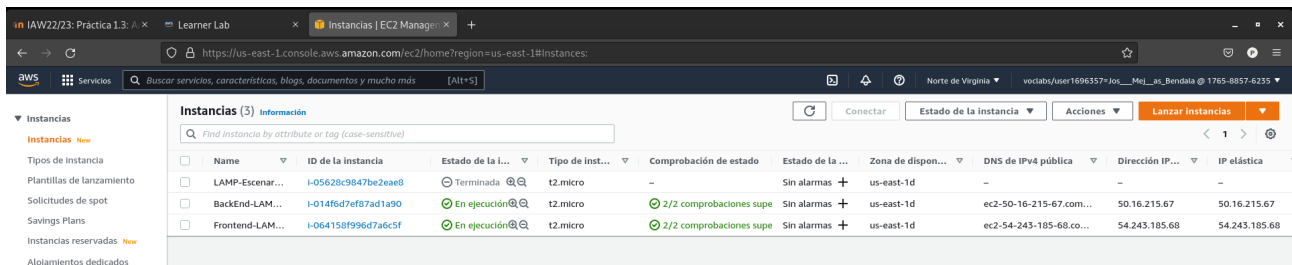 IAW22/23: Práctica 1.3: A
Learner Lab
Instancias | EC2 Managem
https://us-east-1.console.aws.amazon.com/ec2/home?region=us-east-1#Instances:
aws Servicios Buscar servicios, características, blogs, documentos y mucho más [Alt+S] Norte de Virginia voclabs/user1696357=Jos___Mej__as_Bendala @ 1765-8857-6235
Instancias
Instancias New
Tipos de instancia
Plantillas de lanzamiento
Solicitudes de spot
Savings Plans
Instancias reservadas New
Alojamientos dedicados
Instancias (3) Información Conectar Estado de la instancia Acciones Lanzar instancias
Find instancia by attribute or tag (case-sensitive) 1
Name ID de la instancia Estado de la i... Tipo de inst... Comprobación de estado Estado de la ... Zona de dispon... DNS de IPv4 pública Dirección IP... IP elástica
LAMP-Escenar... i-05628c9847be2eae8 Terminada t2.micro – Sin alarmas + us-east-1d – – –
BackEnd-LAM... i-014f6d7ef87ad1a90 En ejecución t2.micro 2/2 comprobaciones supe Sin alarmas + us-east-1d ec2-50-16-215-67.com... 50.16.215.67 50.16.215.67
Frontend-LAM... i-064158f996d7a6c5f En ejecución t2.micro 2/2 comprobaciones supe Sin alarmas + us-east-1d ec2-54-243-185-68.co... 54.243.185.68 54.243.185.68